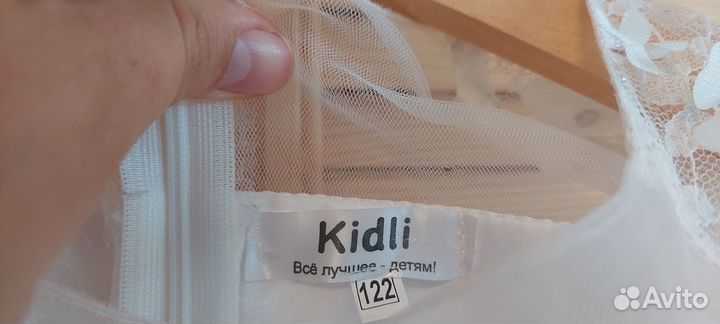 Kidli
Всё лучшее - детям!
122
Avito